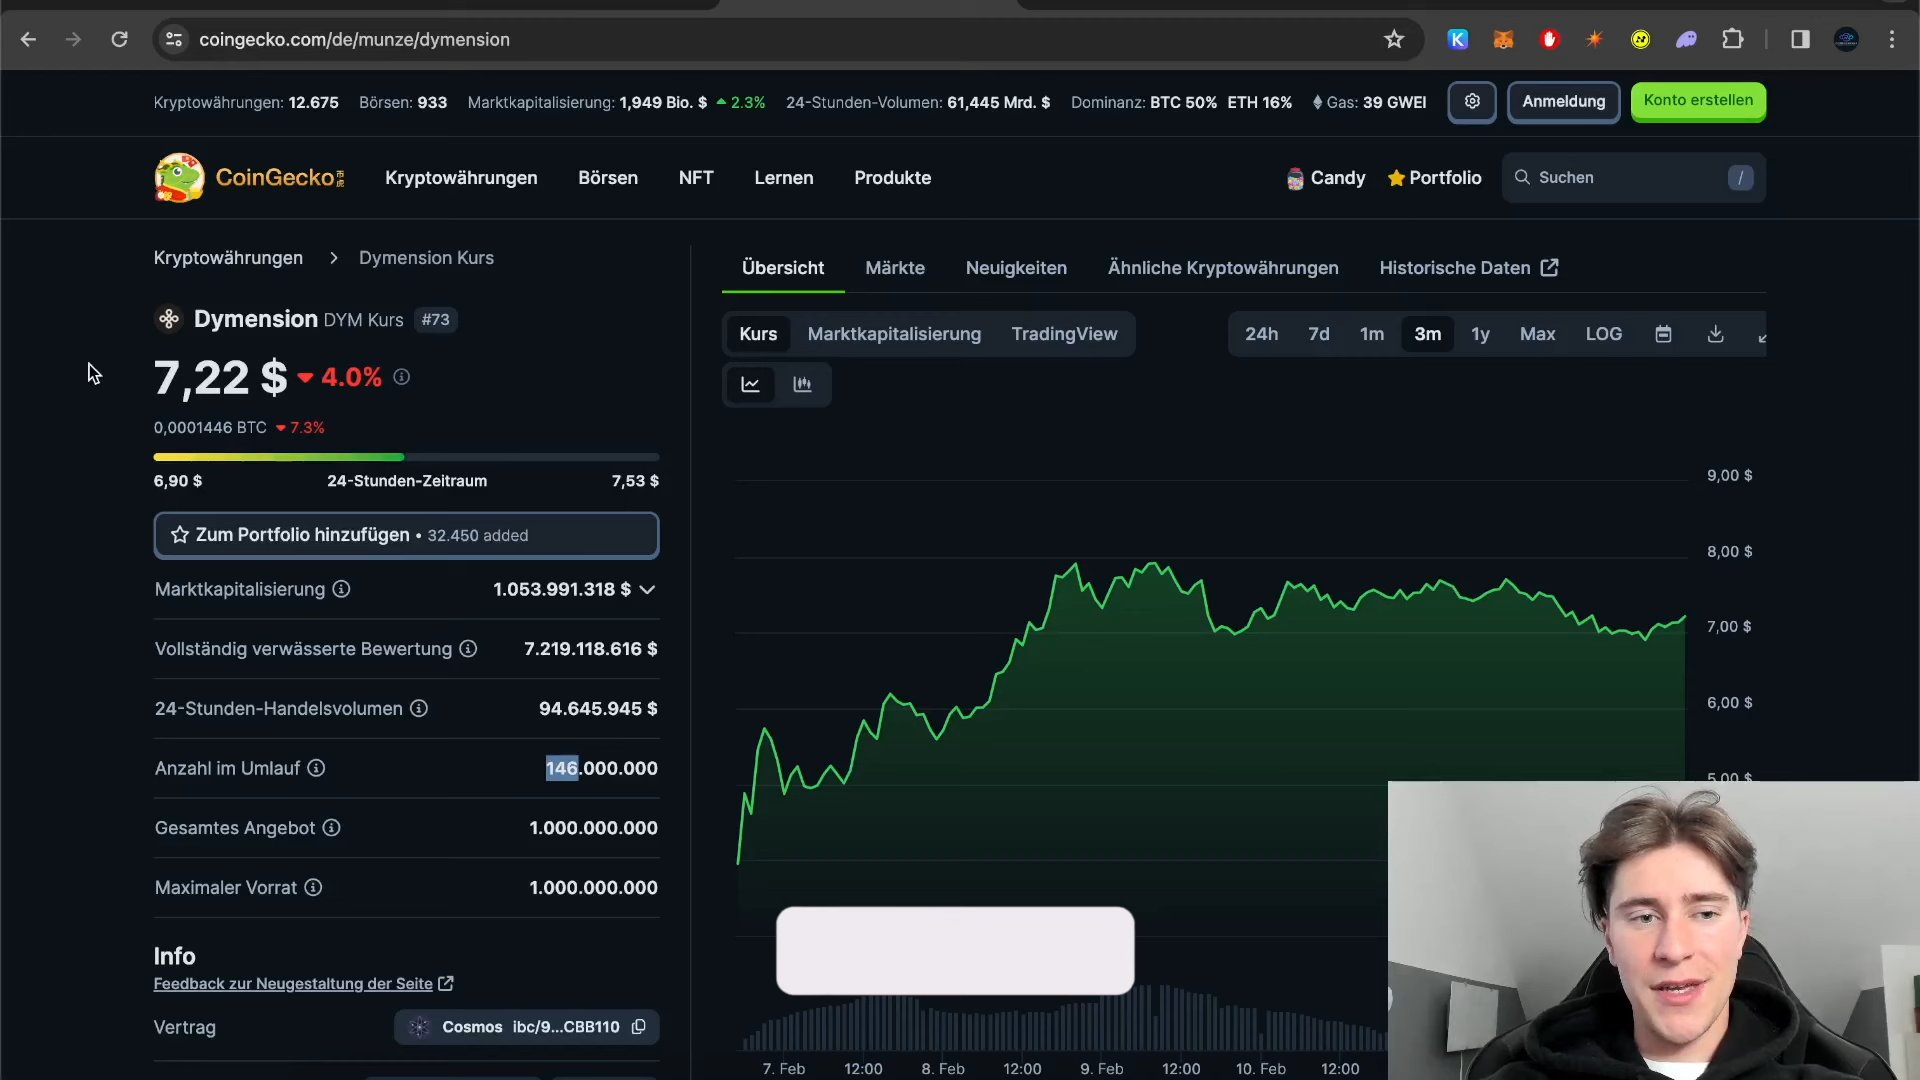 coingecko.com/de/munze/dymension
Kryptowährungen: 12.675 Börsen: 933 Marktkapitalisierung: 1,949 Bio. $ 2.3% 24-Stunden-Volumen: 61,445 Mrd. $ Dominanz: BTC 50% ETH 16% Gas: 39 GWEI Anmeldung Konto erstellen
CoinGecko Kryptowährungen Börsen NFT Lernen Produkte Candy Portfolio Suchen /
Kryptowährungen > Dymension Kurs
Übersicht Märkte Neuigkeiten Ähnliche Kryptowährungen Historische Daten
Dymension DYM Kurs #73
Kurs Marktkapitalisierung TradingView 24h 7d 1m 3m 1y Max LOG
7,22 $ 4.0%
0,0001446 BTC 7.3%
6,90 $ 24-Stunden-Zeitraum 7,53 $
Zum Portfolio hinzufügen • 32.450 added
Marktkapitalisierung 1.053.991.318 $
Vollständig verwässerte Bewertung 7.219.118.616 $
24-Stunden-Handelsvolumen 94.645.945 $
Anzahl im Umlauf 146.000.000
Gesamtes Angebot 1.000.000.000
Maximaler Vorrat 1.000.000.000
Info
Feedback zur Neugestaltung der Seite
Vertrag Cosmos ibc/9...CBB110
9,00 $
8,00 $
7,00 $
6,00 $
5,00 $
7. Feb 12:00 8. Feb 12:00 9. Feb 12:00 10. Feb 12:00